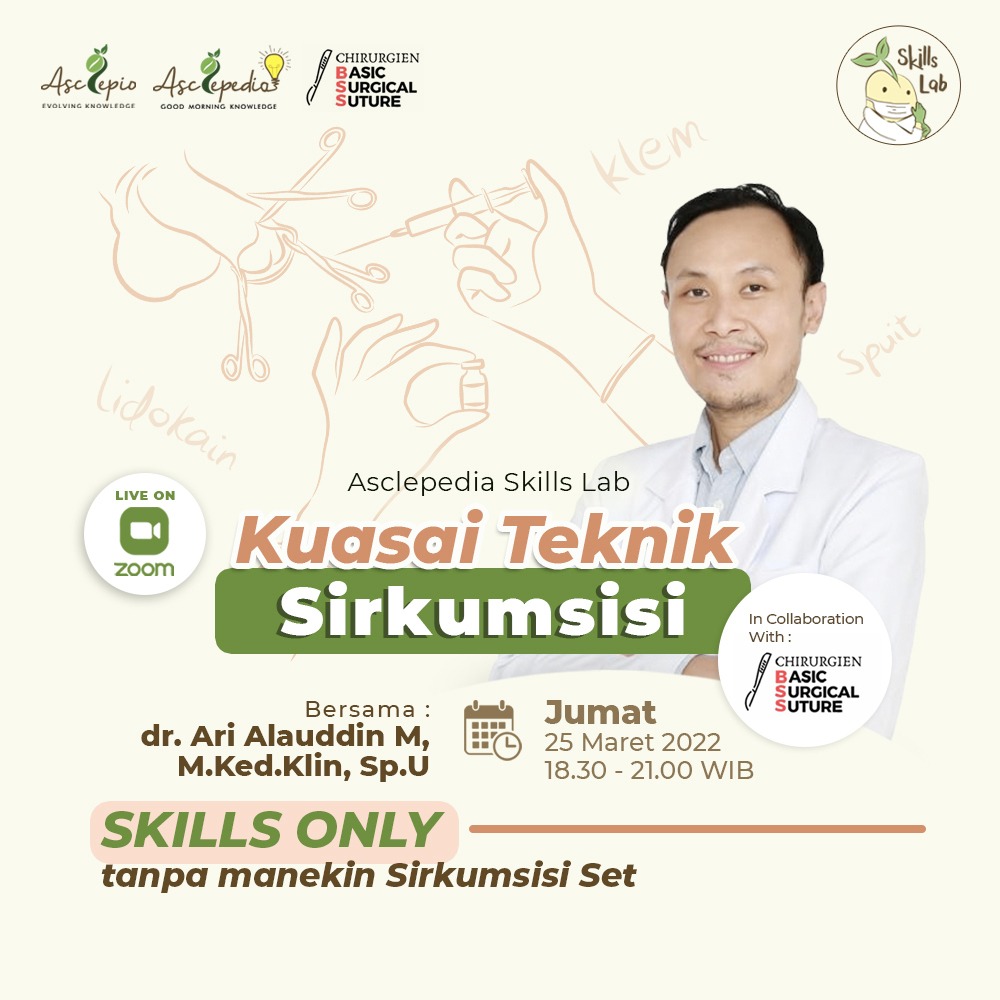 Asclepio
EVOLVING KNOWLEDGE
Asclepedia
GOOD MORNING KNOWLEDGE
CHIRURGIEN
BASIC
SURGICAL
SUTURE
Skills
Lab
klem
Spuit
Lidokain
LIVE ON
zoom
Asclepedia Skills Lab
Kuasai Teknik
Sirkumsisi
In Collaboration
With :
CHIRURGIEN
BASIC
SURGICAL
SUTURE
Bersama :
dr. Ari Alauddin M,
M.Ked.Klin, Sp.U
Jumat
25 Maret 2022
18.30 - 21.00 WIB
SKILLS ONLY
tanpa manekin Sirkumsisi Set